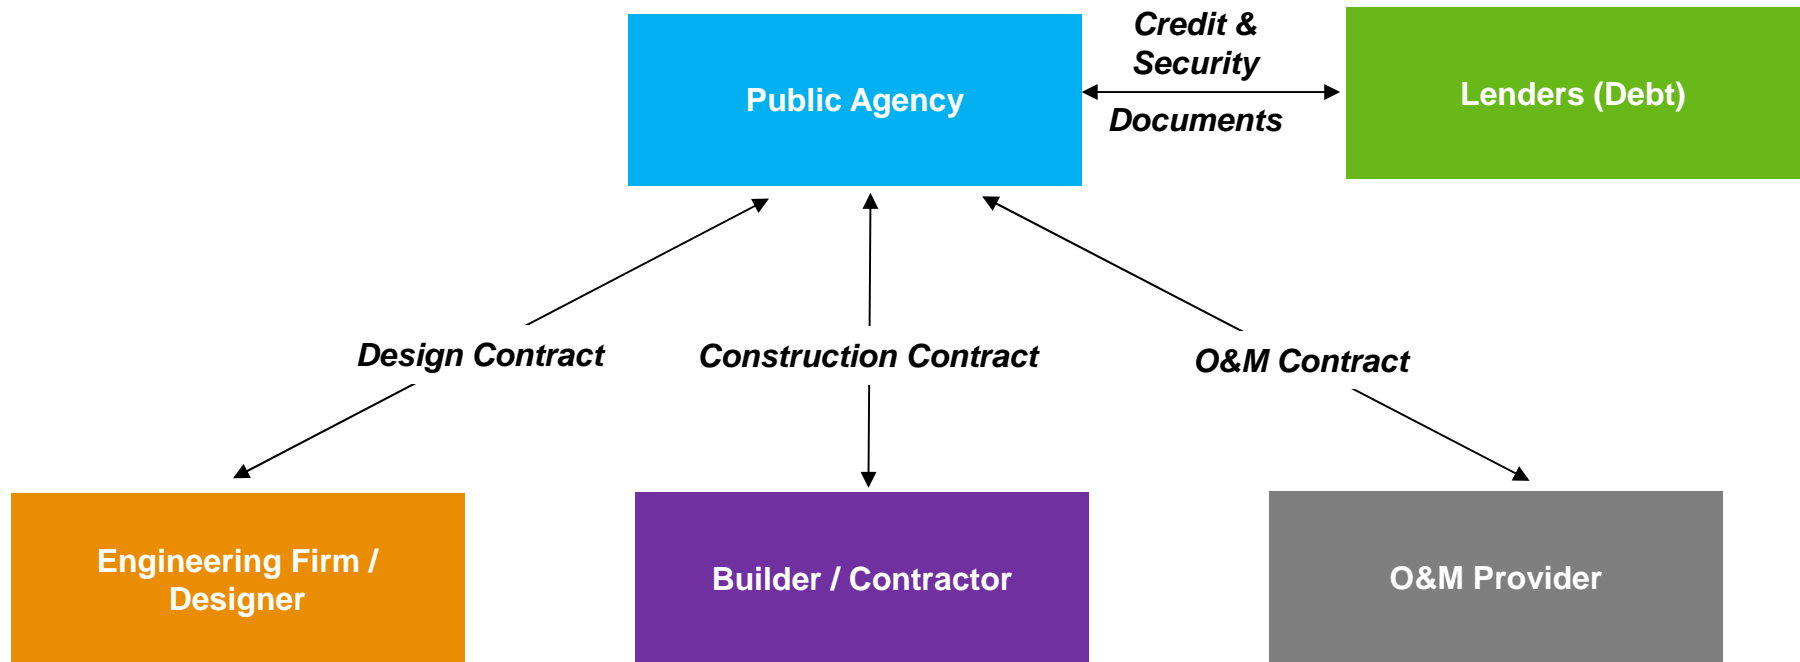 Public Agency
Credit &
Security
Documents
Lenders (Debt)
Design Contract
Construction Contract
O&M Contract
Engineering Firm /
Designer
Builder / Contractor
O&M Provider